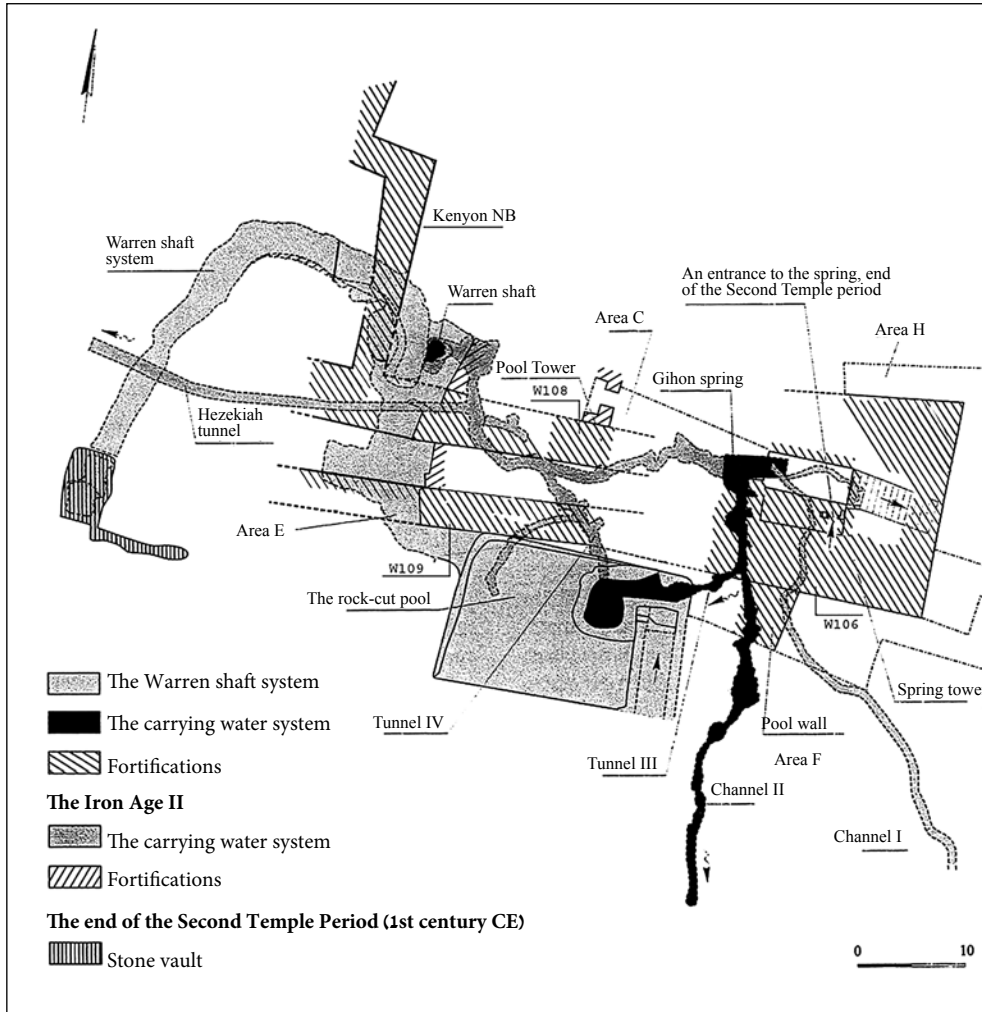 Kenyon NB
Warren shaft
system
Warren shaft
An entrance to the spring, end
of the Second Temple period
Area C
Area H
Pool Tower
W108
Gihon spring
Hezekiah
tunnel
Area E
W109
The rock-cut pool
W106
Spring tower
Tunnel IV
Pool wall
Tunnel III
Area F
Channel II
Channel I
The Warren shaft system
The carrying water system
Fortifications
The Iron Age II
The carrying water system
Fortifications
The end of the Second Temple Period (1st century CE)
Stone vault
0 10